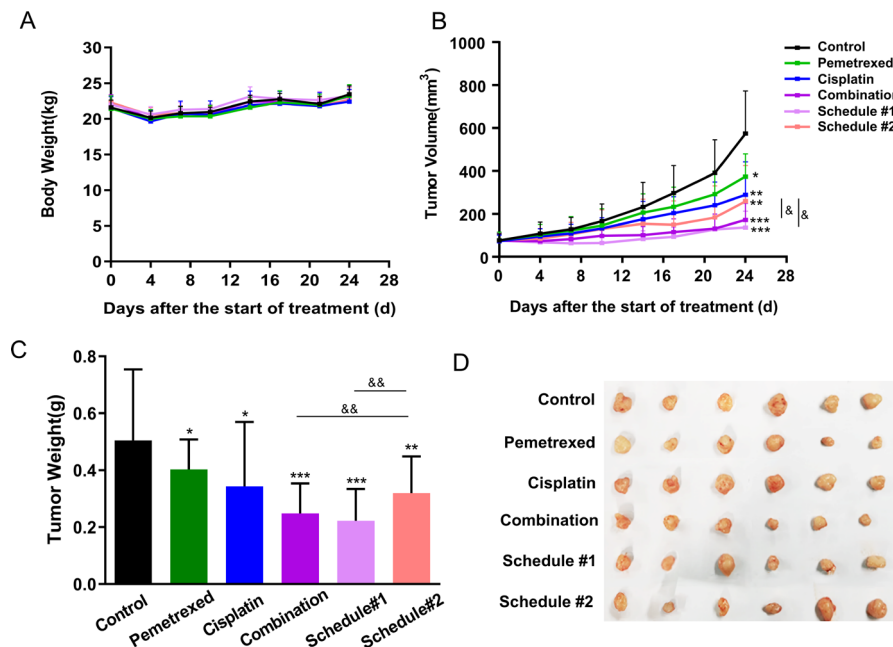 A
Body Weight(kg)
30
25
20
15
10
5
0
0 4 8 12 16 20 24 28
Days after the start of treatment (d)
B
Tumor Volume(mm3)
1000
800
600
400
200
0
0 4 8 12 16 20 24 28
Days after the start of treatment (d)
Control
Pemetrexed
Cisplatin
Combination
Schedule #1
Schedule #2
*
**
**
***
***
& &
C
Tumor Weight(g)
0.8
0.6
0.4
0.2
0.0
* * *** *** **
&&
&&
Control
Pemetrexed
Cisplatin
Combination
Schedule#1
Schedule#2
D
Control
Pemetrexed
Cisplatin
Combination
Schedule #1
Schedule #2